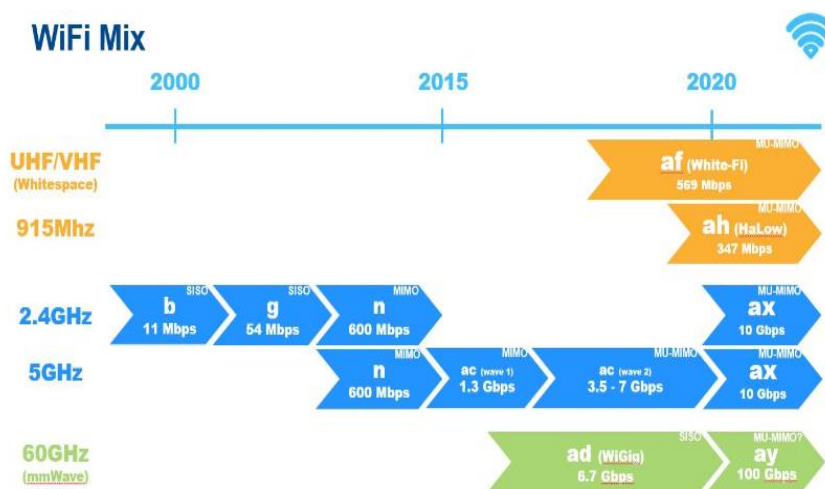 WiFi Mix
2000 2015 2020
UHF/VHF
(Whitespace)
MU-MIMO
af (White-Fi)
569 Mbps
915Mhz
MU-MIMO
ah (HaLow)
347 Mbps
2.4GHz
SISO
b
11 Mbps
SISO
g
54 Mbps
MIMO
n
600 Mbps
MU-MIMO
ax
10 Gbps
5GHz
MIMO
n
600 Mbps
MIMO
ac (wave 1)
1.3 Gbps
MU-MIMO
ac (wave 2)
3.5 - 7 Gbps
MU-MIMO
ax
10 Gbps
60GHz
(mmWave)
SISO
ad (WiGig)
6.7 Gbps
MU-MIMO?
ay
100 Gbps